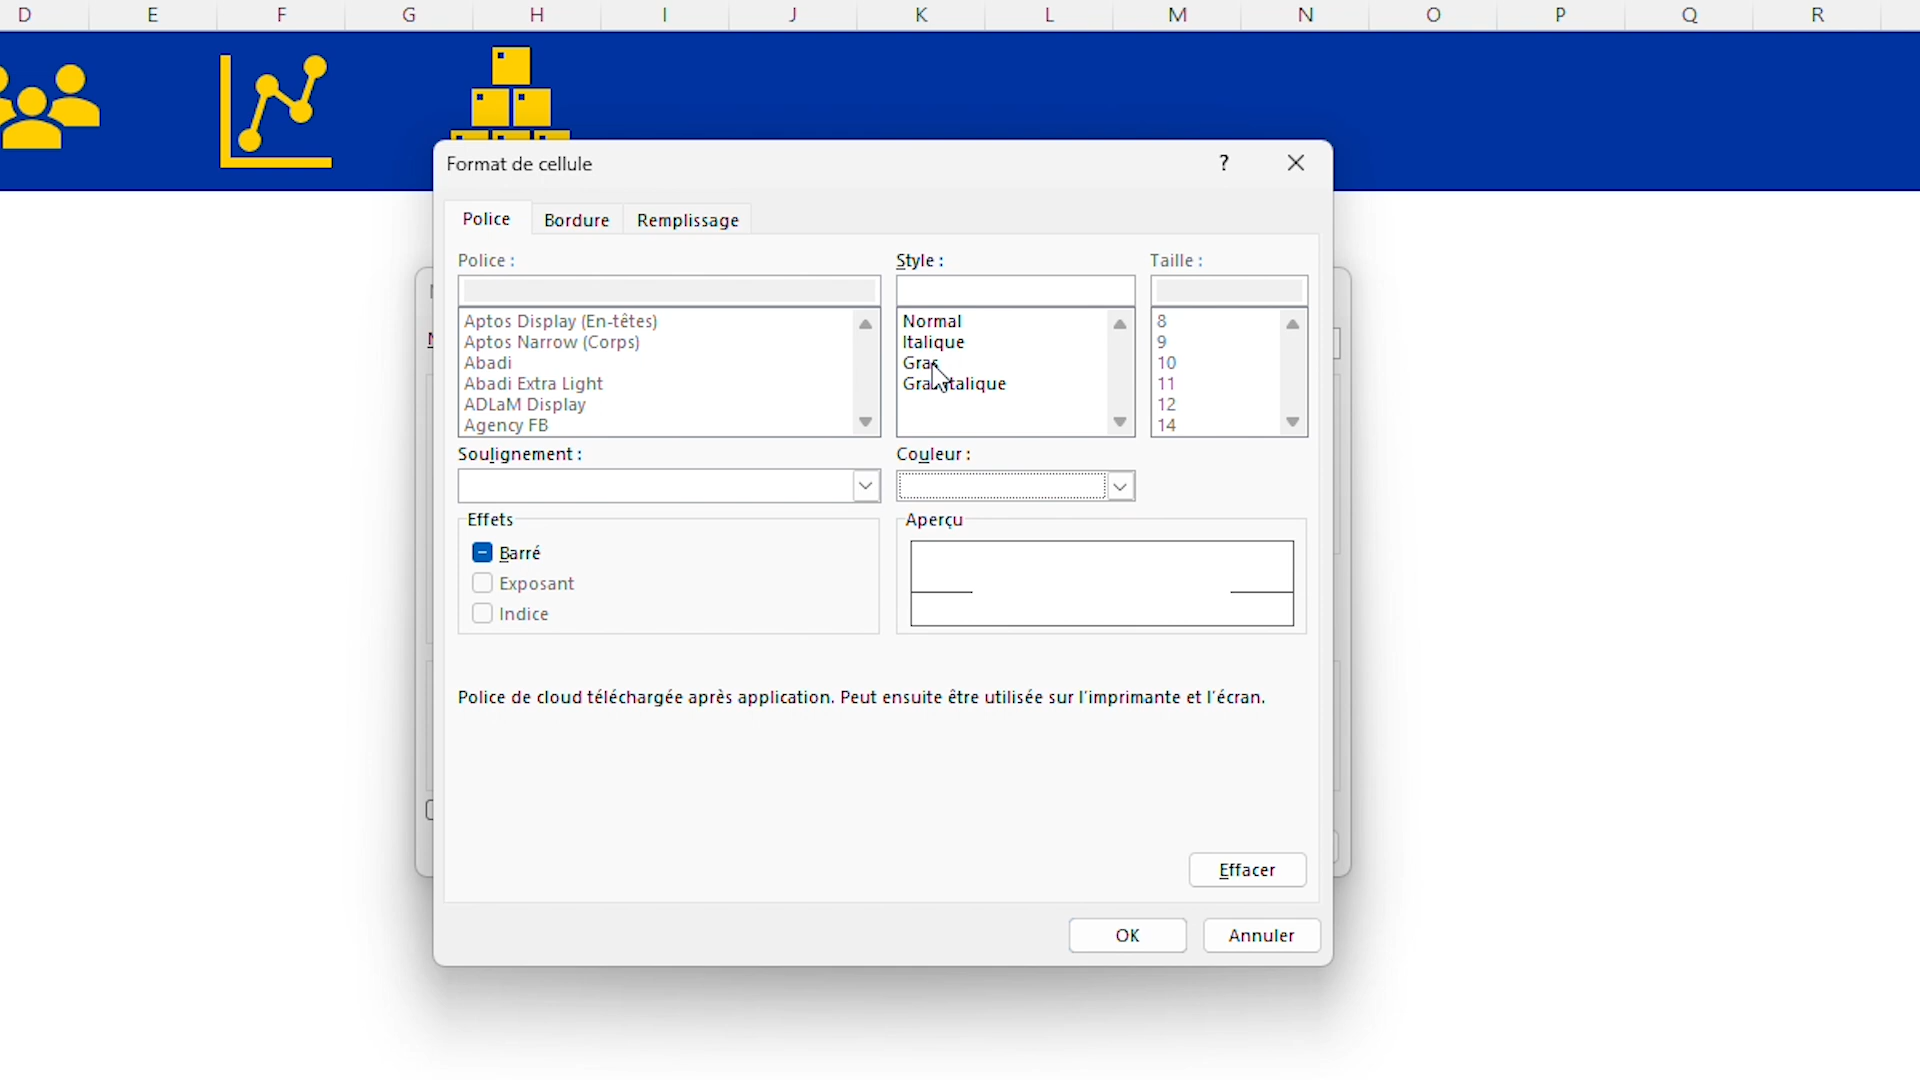 D E F G H I J K L M N O P Q R
Format de cellule
?
Police Bordure Remplissage
Police :
Aptos Display (En-têtes)
Aptos Narrow (Corps)
Abadi
Abadi Extra Light
ADLaM Display
Agency FB
Style :
Normal
Italique
Gras
Gras italique
Taille :
8
9
10
11
12
14
Soulignement :
Couleur :
Effets
Barré
Exposant
Indice
Aperçu
Police de cloud téléchargée après application. Peut ensuite être utilisée sur l'imprimante et l'écran.
Effacer
OK Annuler